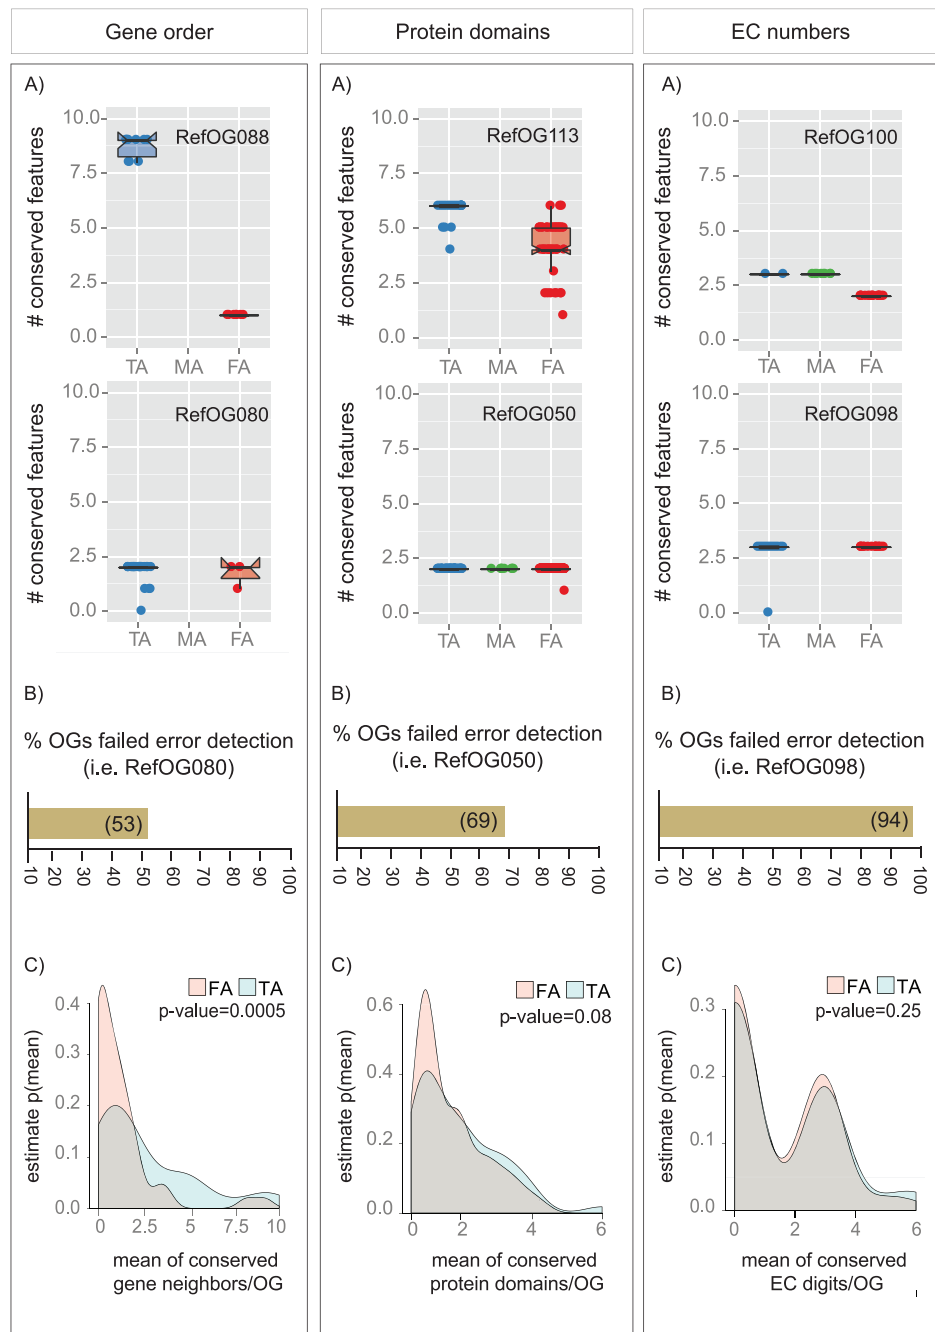 Gene order
A)
# conserved features
10.0
7.5
5.0
2.5
0.0
RefOG088
TA MA FA
# conserved features
10.0
7.5
5.0
2.5
0.0
RefOG080
TA MA FA
B)
% OGs failed error detection
(i.e. RefOG080)
(53)
10 20 30 40 50 60 70 80 90 100
C)
FA TA
p-value=0.0005
estimate p(mean)
0.4
0.3
0.2
0.1
0.0
0 2.5 5 7.5 10
mean of conserved
gene neighbors/OG
Protein domains
A)
# conserved features
10.0
7.5
5.0
2.5
0.0
RefOG113
TA MA FA
# conserved features
10.0
7.5
5.0
2.5
0.0
RefOG050
TA MA FA
B)
% OGs failed error detection
(i.e. RefOG050)
(69)
10 20 30 40 50 60 70 80 90 100
C)
FA TA
p-value=0.08
estimate p(mean)
0.6
0.4
0.2
0.0
0 2 4 6
mean of conserved
protein domains/OG
EC numbers
A)
# conserved features
10.0
7.5
5.0
2.5
0.0
RefOG100
TA MA FA
# conserved features
10.0
7.5
5.0
2.5
0.0
RefOG098
TA MA FA
B)
% OGs failed error detection
(i.e. RefOG098)
(94)
10 20 30 40 50 60 70 80 90 100
C)
FA TA
p-value=0.25
estimate p(mean)
0.3
0.2
0.1
0.0
0 2 4 6
mean of conserved
EC digits/OG